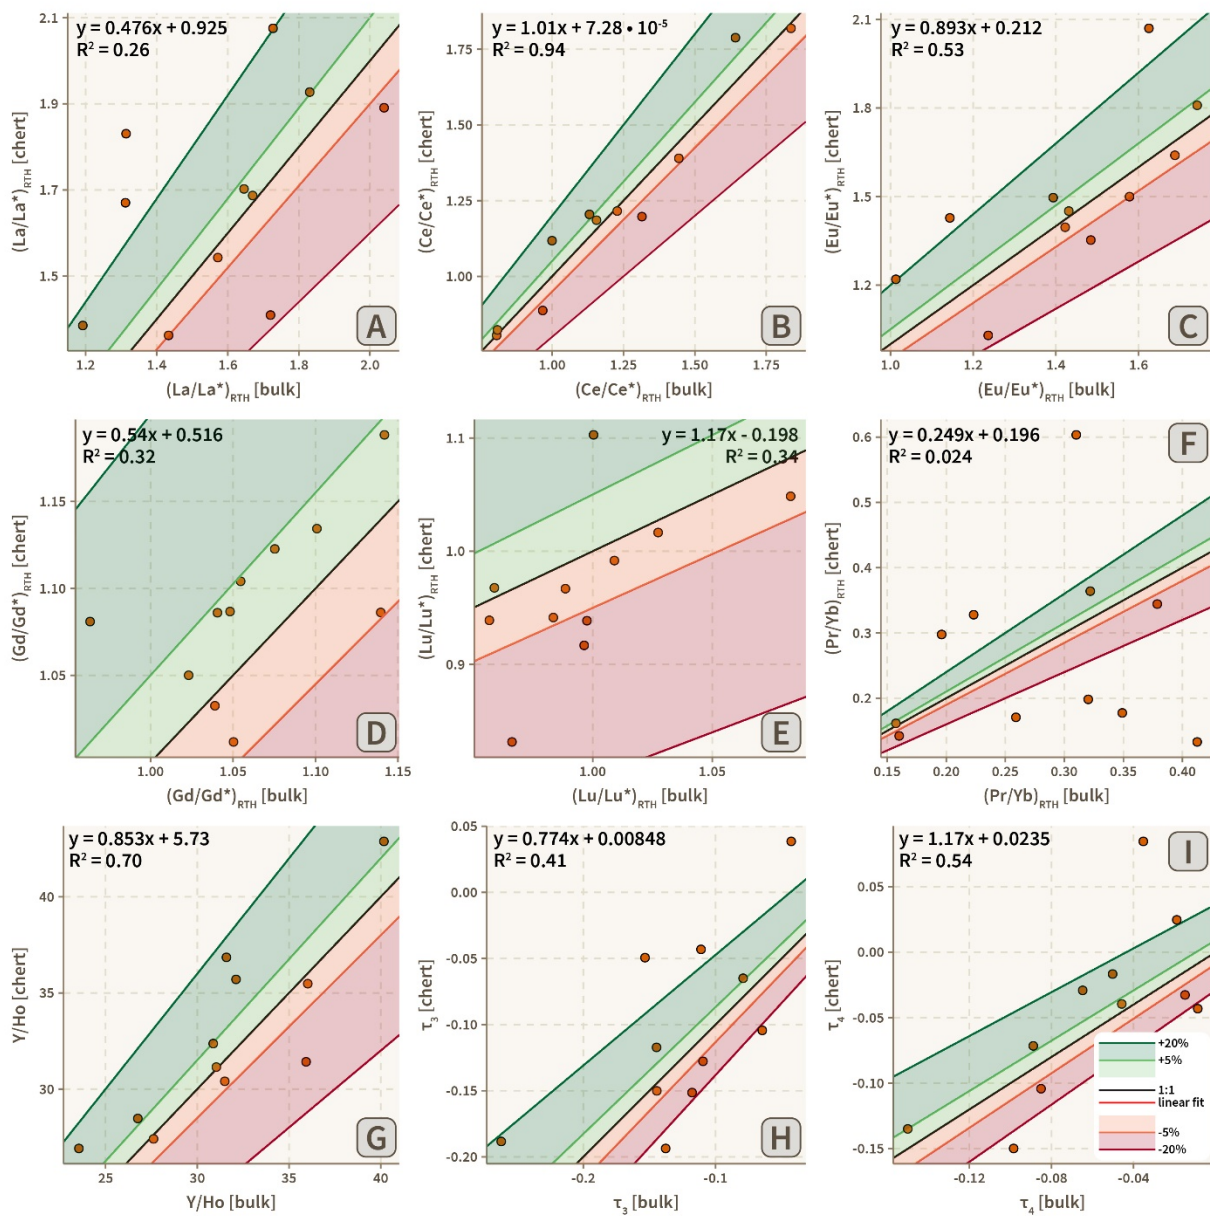 y = 0.476x + 0.925
R² = 0.26
2.1
1.9
1.7
1.5
(La/La*)RTH [chert]
A
1.2 1.4 1.6 1.8 2.0
(La/La*)RTH [bulk]
y = 1.01x + 7.28 • 10-5
R² = 0.94
1.75
1.50
1.25
1.00
(Ce/Ce*)RTH [chert]
B
1.00 1.25 1.50 1.75
(Ce/Ce*)RTH [bulk]
y = 0.893x + 0.212
R² = 0.53
2.1
1.8
1.5
1.2
(Eu/Eu*)RTH [chert]
C
1.0 1.2 1.4 1.6
(Eu/Eu*)RTH [bulk]
y = 0.54x + 0.516
R² = 0.32
1.15
1.10
1.05
(Gd/Gd*)RTH [chert]
D
1.00 1.05 1.10 1.15
(Gd/Gd*)RTH [bulk]
y = 1.17x - 0.198
R² = 0.34
1.1
1.0
0.9
(Lu/Lu*)RTH [chert]
E
1.00 1.05
(Lu/Lu*)RTH [bulk]
y = 0.249x + 0.196
R² = 0.024
F
0.6
0.5
0.4
0.3
0.2
(Pr/Yb)RTH [chert]
0.15 0.20 0.25 0.30 0.35 0.40
(Pr/Yb)RTH [bulk]
y = 0.853x + 5.73
R² = 0.70
40
35
30
Y/Ho [chert]
G
25 30 35 40
Y/Ho [bulk]
y = 0.774x + 0.00848
R² = 0.41
0.05
0.00
-0.05
-0.10
-0.15
-0.20
τ3 [chert]
H
-0.2 -0.1
τ3 [bulk]
y = 1.17x + 0.0235
R² = 0.54
I
0.05
0.00
-0.05
-0.10
-0.15
τ4 [chert]
+20%
+5%
1:1
linear fit
-5%
-20%
-0.12 -0.08 -0.04
τ4 [bulk]